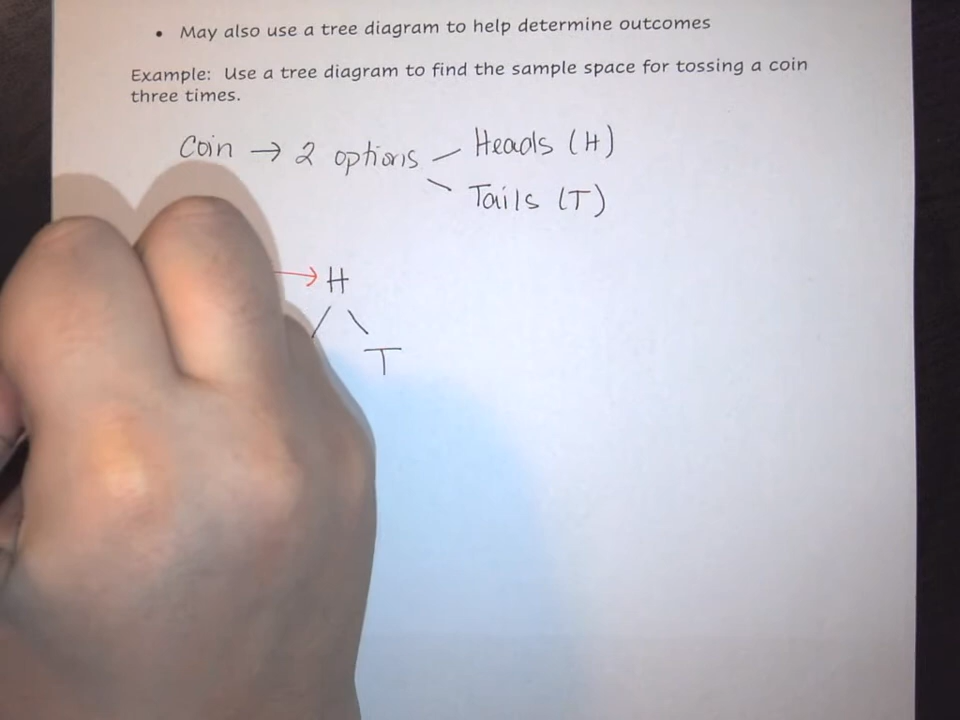 • May also use a tree diagram to help determine outcomes
Example: Use a tree diagram to find the sample space for tossing a coin
three times.
Coin → 2 options — Heads (H)
Tails (T)
→ H
T